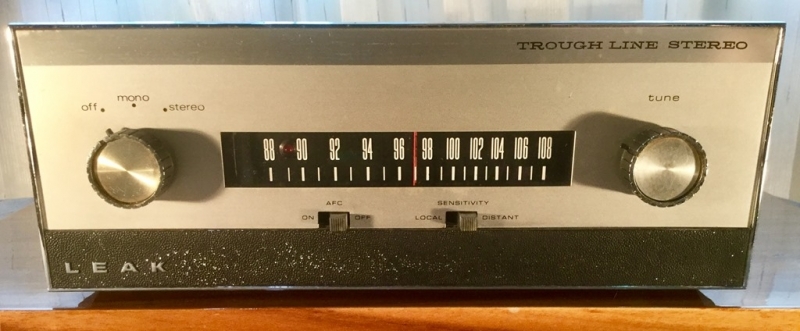 TROUGH LINE STEREO
mono
off stereo
tune
88 90 92 94 96 98 100 102 104 106 108
AFC SENSITIVITY
ON OFF LOCAL DISTANT
LEAK